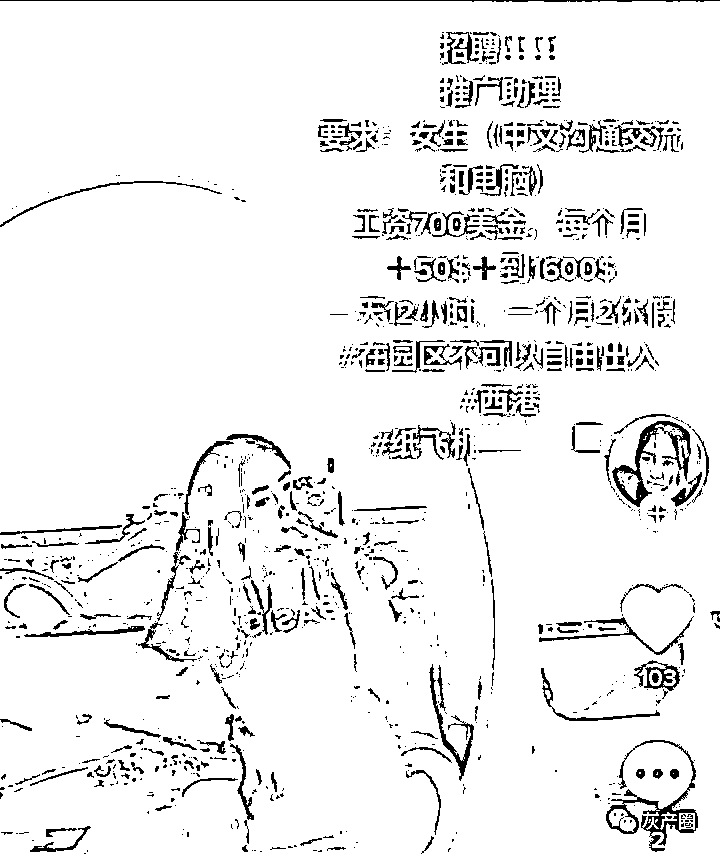 招聘!!!!
推广助理
要求：女生（中文沟通交流
和电脑）
工资700美金。每个月
+50$+到1600$
一天12小时，一个月2休假
#在园区不可以自由出入
#西港
#纸飞机
103
灰产圈
2